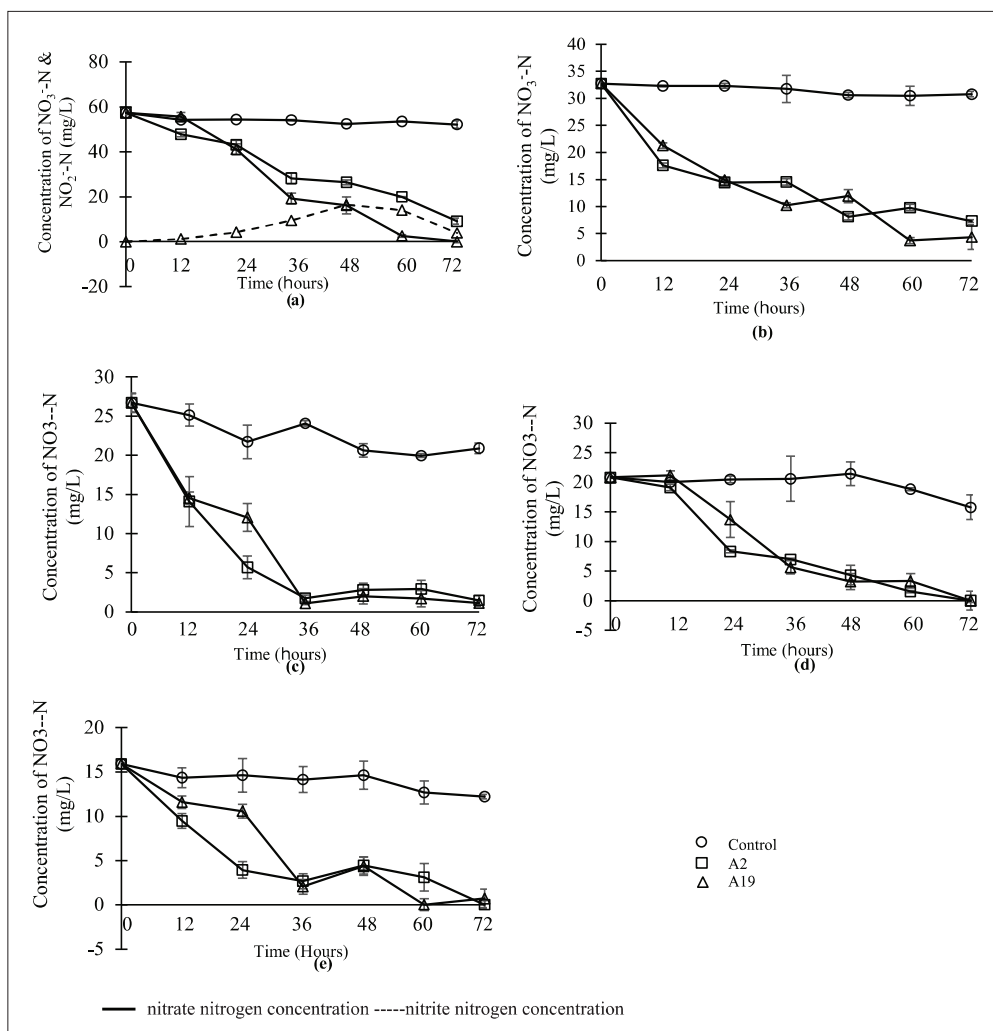 Concentration of NO₃⁻-N &
NO₂⁻-N (mg/L)
80
60
40
20
0
-20
0 12 24 36 48 60 72
Time (hours)
(a)
Concentration of NO₃⁻-N
(mg/L)
40
35
30
25
20
15
10
5
0
0 12 24 36 48 60 72
Time (hours)
(b)
Concentration of NO3--N
(mg/L)
30
25
20
15
10
5
0
0 12 24 36 48 60 72
Time (hours)
(c)
Concentration of NO3--N
(mg/L)
30
25
20
15
10
5
0
-5
0 12 24 36 48 60 72
Time (hours)
(d)
Concentration of NO3--N
(mg/L)
20
15
10
5
0
-5
0 12 24 36 48 60 72
Time (Hours)
(e)
Control
A2
A19
nitrate nitrogen concentration -----nitrite nitrogen concentration